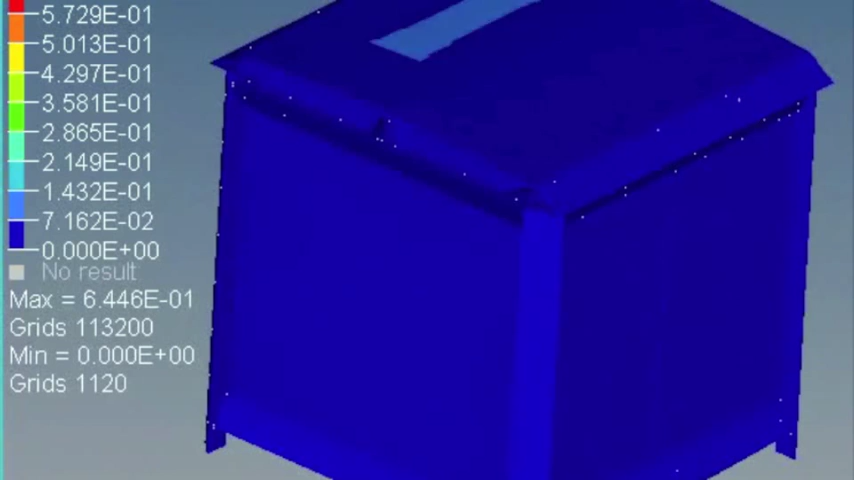 5.729E-01
5.013E-01
4.297E-01
3.581E-01
2.865E-01
2.149E-01
1.432E-01
7.162E-02
0.000E+00
No result
Max = 6.446E-01
Grids 113200
Min = 0.000E+00
Grids 1120